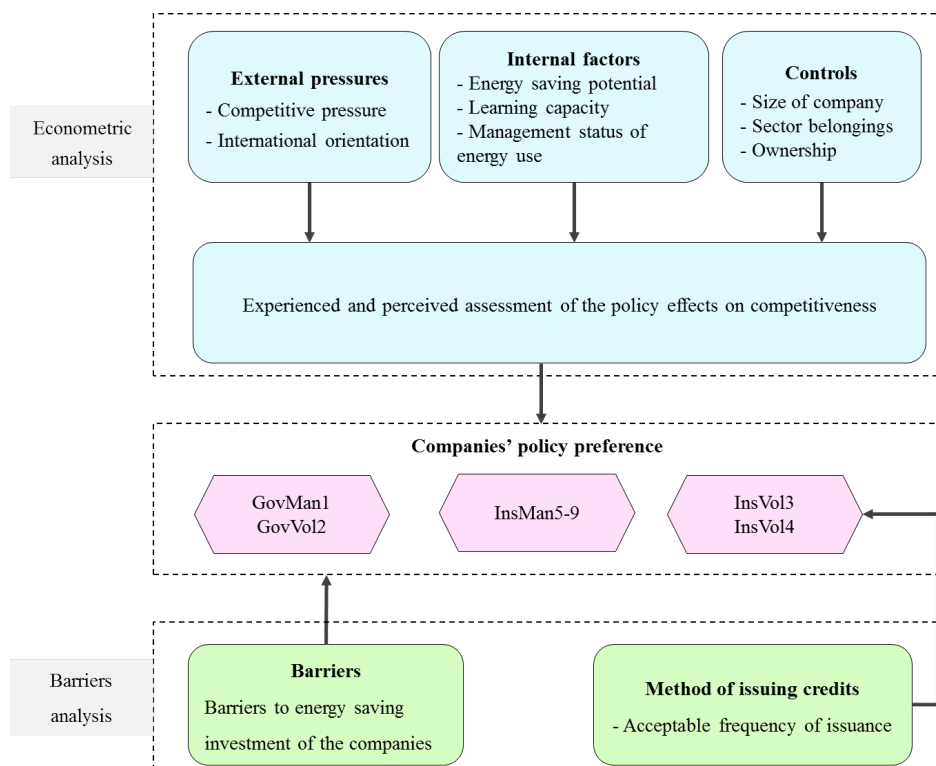 Econometric
analysis
External pressures
- Competitive pressure
- International orientation
Internal factors
- Energy saving potential
- Learning capacity
- Management status of
energy use
Controls
- Size of company
- Sector belongings
- Ownership
Experienced and perceived assessment of the policy effects on competitiveness
Companies’ policy preference
GovMan1
GovVol2
InsMan5-9
InsVol3
InsVol4
Barriers
analysis
Barriers
Barriers to energy saving
investment of the companies
Method of issuing credits
- Acceptable frequency of issuance